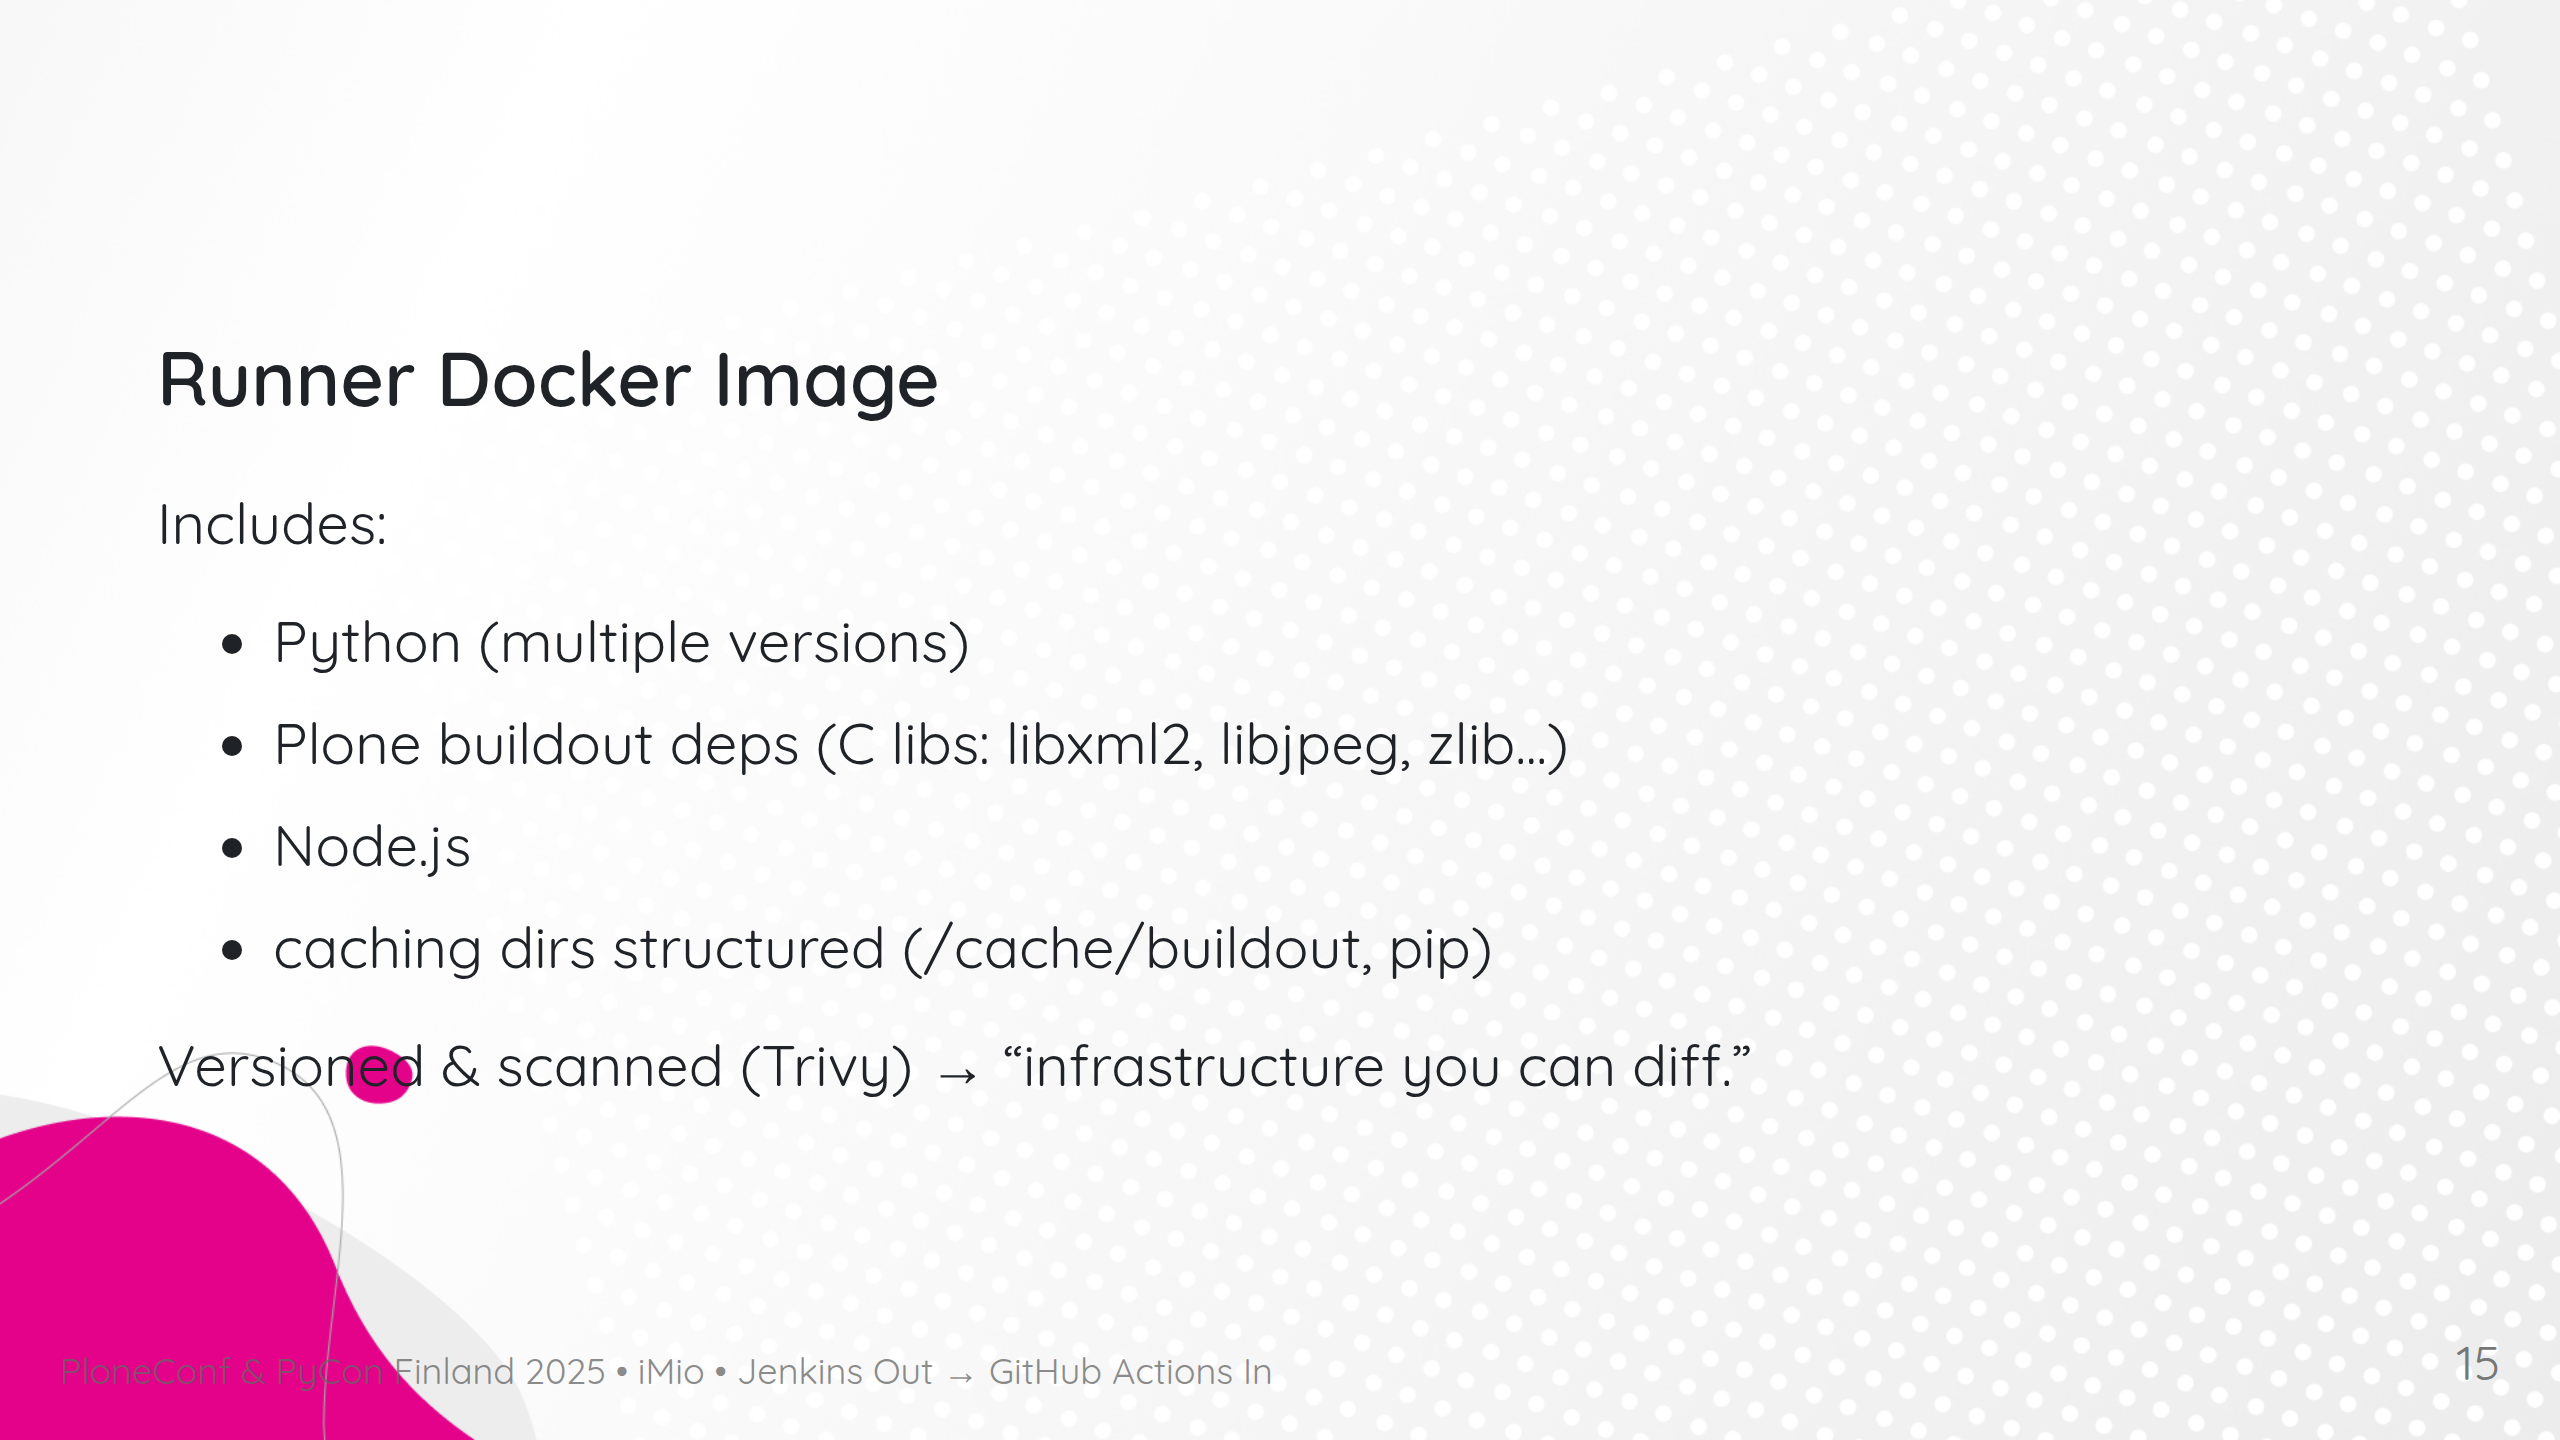 Runner Docker Image
Includes:
• Python (multiple versions)
• Plone buildout deps (C libs: libxml2, libjpeg, zlib...)
• Node.js
• caching dirs structured (/cache/buildout, pip)
Versioned & scanned (Trivy) → “infrastructure you can diff.”
PloneConf & PyCon Finland 2025 • iMio • Jenkins Out → GitHub Actions In
15